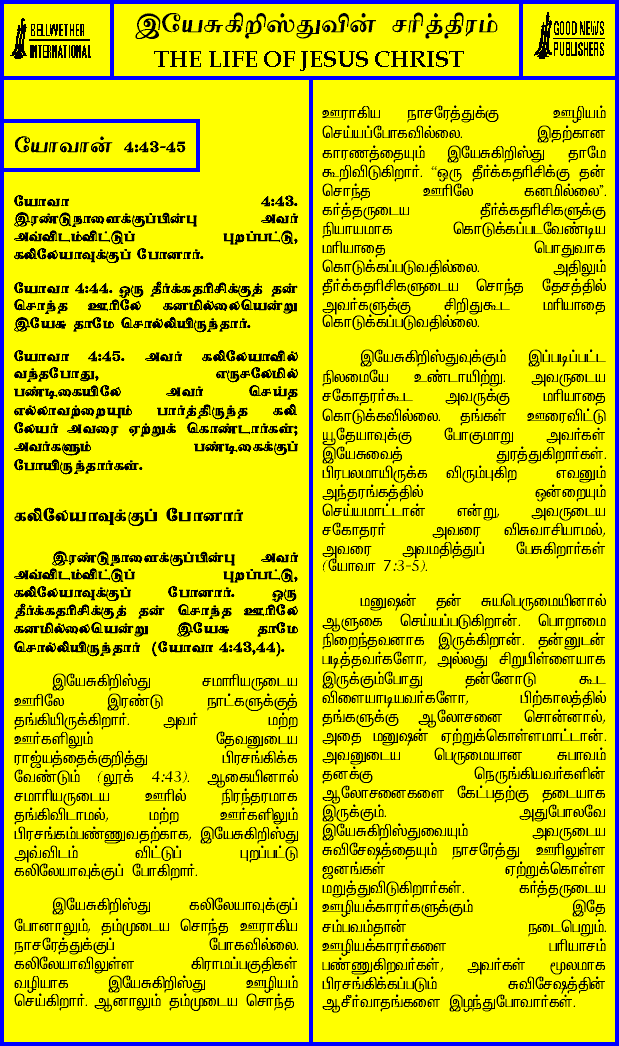 BELLWETHER
INTERNATIONAL
இயேசுகிறிஸ்துவின் சரித்திரம்
THE LIFE OF JESUS CHRIST
GOOD NEWS
PUBLISHERS
யோவான் 4:43-45
யோவா 4:43.
இரண்டுநாளைக்குப்பின்பு அவர்
அவ்விடம்விட்டுப் புறப்பட்டு,
கலிலேயாவுக்குப் போனார்.
யோவா 4:44. ஒரு தீர்க்கதரிசிக்குத் தன்
சொந்த ஊரிலே கனமில்லையென்று
இயேசு தாமே சொல்லியிருந்தார்.
யோவா 4:45. அவர் கலிலேயாவில்
வந்தபோது, எருசலேமில்
பண்டிகையிலே அவர் செய்த
எல்லாவற்றையும் பார்த்திருந்த கலி
லேயர் அவரை ஏற்றுக் கொண்டார்கள்;
அவர்களும் பண்டிகைக்குப்
போயிருந்தார்கள்.
கலிலேயாவுக்குப் போனார்
இரண்டுநாளைக்குப்பின்பு அவர்
அவ்விடம்விட்டுப் புறப்பட்டு,
கலிலேயாவுக்குப் போனார். ஒரு
தீர்க்கதரிசிக்குத் தன் சொந்த ஊரிலே
கனமில்லையென்று இயேசு தாமே
சொல்லியிருந்தார் (யோவா 4:43,44).
இயேசுகிறிஸ்து சமாரியருடைய
ஊரிலே இரண்டு நாட்களுக்குத்
தங்கியிருக்கிறார். அவர் மற்ற
ஊர்களிலும் தேவனுடைய
ராஜ்யத்தைக்குறித்து பிரசங்கிக்க
வேண்டும் (லூக் 4:43). ஆகையினால்
சமாரியருடைய ஊரில் நிரந்தரமாக
தங்கிவிடாமல், மற்ற ஊர்களிலும்
பிரசங்கம்பண்ணுவதற்காக, இயேசுகிறிஸ்து
அவ்விடம் விட்டுப் புறப்பட்டு
கலிலேயாவுக்குப் போகிறார்.
இயேசுகிறிஸ்து கலிலேயாவுக்குப்
போனாலும், தம்முடைய சொந்த ஊராகிய
நாசரேத்துக்குப் போகவில்லை.
கலிலேயாவிலுள்ள கிராமப்பகுதிகள்
வழியாக இயேசுகிறிஸ்து ஊழியம்
செய்கிறார். ஆனாலும் தம்முடைய சொந்த
ஊராகிய நாசரேத்துக்கு ஊழியம்
செய்யப்போகவில்லை. இதற்கான
காரணத்தையும் இயேசுகிறிஸ்து தாமே
கூறிவிடுகிறார். “ஒரு தீர்க்கதரிசிக்கு தன்
சொந்த ஊரிலே கனமில்லை”.
கர்த்தருடைய தீர்க்கதரிசிகளுக்கு
நியாயமாக கொடுக்கப்படவேண்டிய
மரியாதை பொதுவாக
கொடுக்கப்படுவதில்லை. அதிலும்
தீர்க்கதரிசிகளுடைய சொந்த தேசத்தில்
அவர்களுக்கு சிறிதுகூட மரியாதை
கொடுக்கப்படுவதில்லை.
இயேசுகிறிஸ்துவுக்கும் இப்படிப்பட்ட
நிலமையே உண்டாயிற்று. அவருடைய
சகோதரர்கூட அவருக்கு மரியாதை
கொடுக்கவில்லை. தங்கள் ஊரைவிட்டு
யூதேயாவுக்கு போகுமாறு அவர்கள்
இயேசுவைத் துரத்துகிறார்கள்.
பிரபலமாயிருக்க விரும்புகிற எவனும்
அந்தரங்கத்தில் ஒன்றையும்
செய்யமாட்டான் என்று, அவருடைய
சகோதரர் அவரை விசுவாசியாமல்,
அவரை அவமதித்துப் பேசுகிறார்கள்
(யோவா 7:3-5).
மனுஷன் தன் சுயபெருமையினால்
ஆளுகை செய்யப்படுகிறான். பொறாமை
நிறைந்தவனாக இருக்கிறான். தன்னுடன்
படித்தவர்களோ, அல்லது சிறுபிள்ளையாக
இருக்கும்போது தன்னோடு கூட
விளையாடியவர்களோ, பிற்காலத்தில்
தங்களுக்கு ஆலோசனை சொன்னால்,
அதை மனுஷன் ஏற்றுக்கொள்ளமாட்டான்.
அவனுடைய பெருமையான சுபாவம்
தனக்கு நெருங்கியவர்களின்
ஆலோசனைகளை கேட்பதற்கு தடையாக
இருக்கும். அதுபோலவே
இயேசுகிறிஸ்துவையும் அவருடைய
சுவிசேஷத்தையும் நாசரேத்து ஊரிலுள்ள
ஜனங்கள் ஏற்றுக்கொள்ள
மறுத்துவிடுகிறார்கள். கர்த்தருடைய
ஊழியக்காரர்களுக்கும் இதே
சம்பவம்தான் நடைபெறும்.
ஊழியக்காரர்களை பரியாசம்
பண்ணுகிறவர்கள், அவர்கள் மூலமாக
பிரசங்கிக்கப்படும் சுவிசேஷத்தின்
ஆசீர்வாதங்களை இழந்துபோவார்கள்.